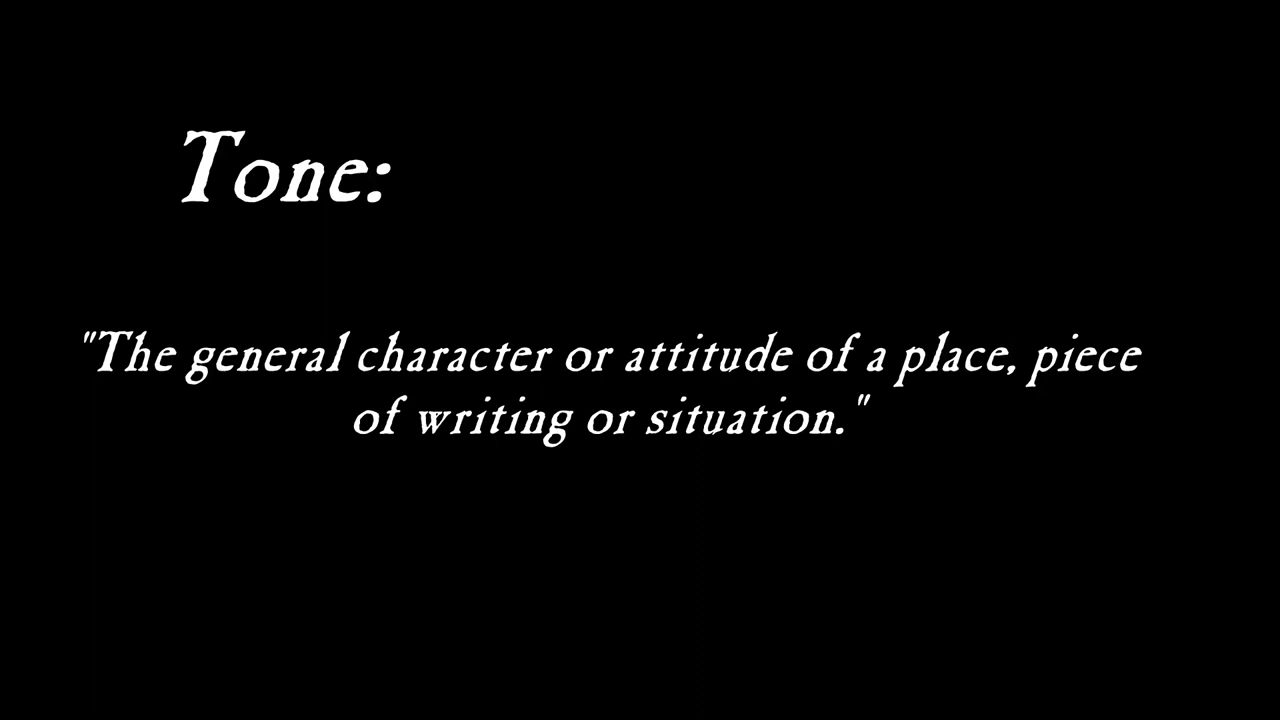 Tone:
"The general character or attitude of a place, piece
of writing or situation."